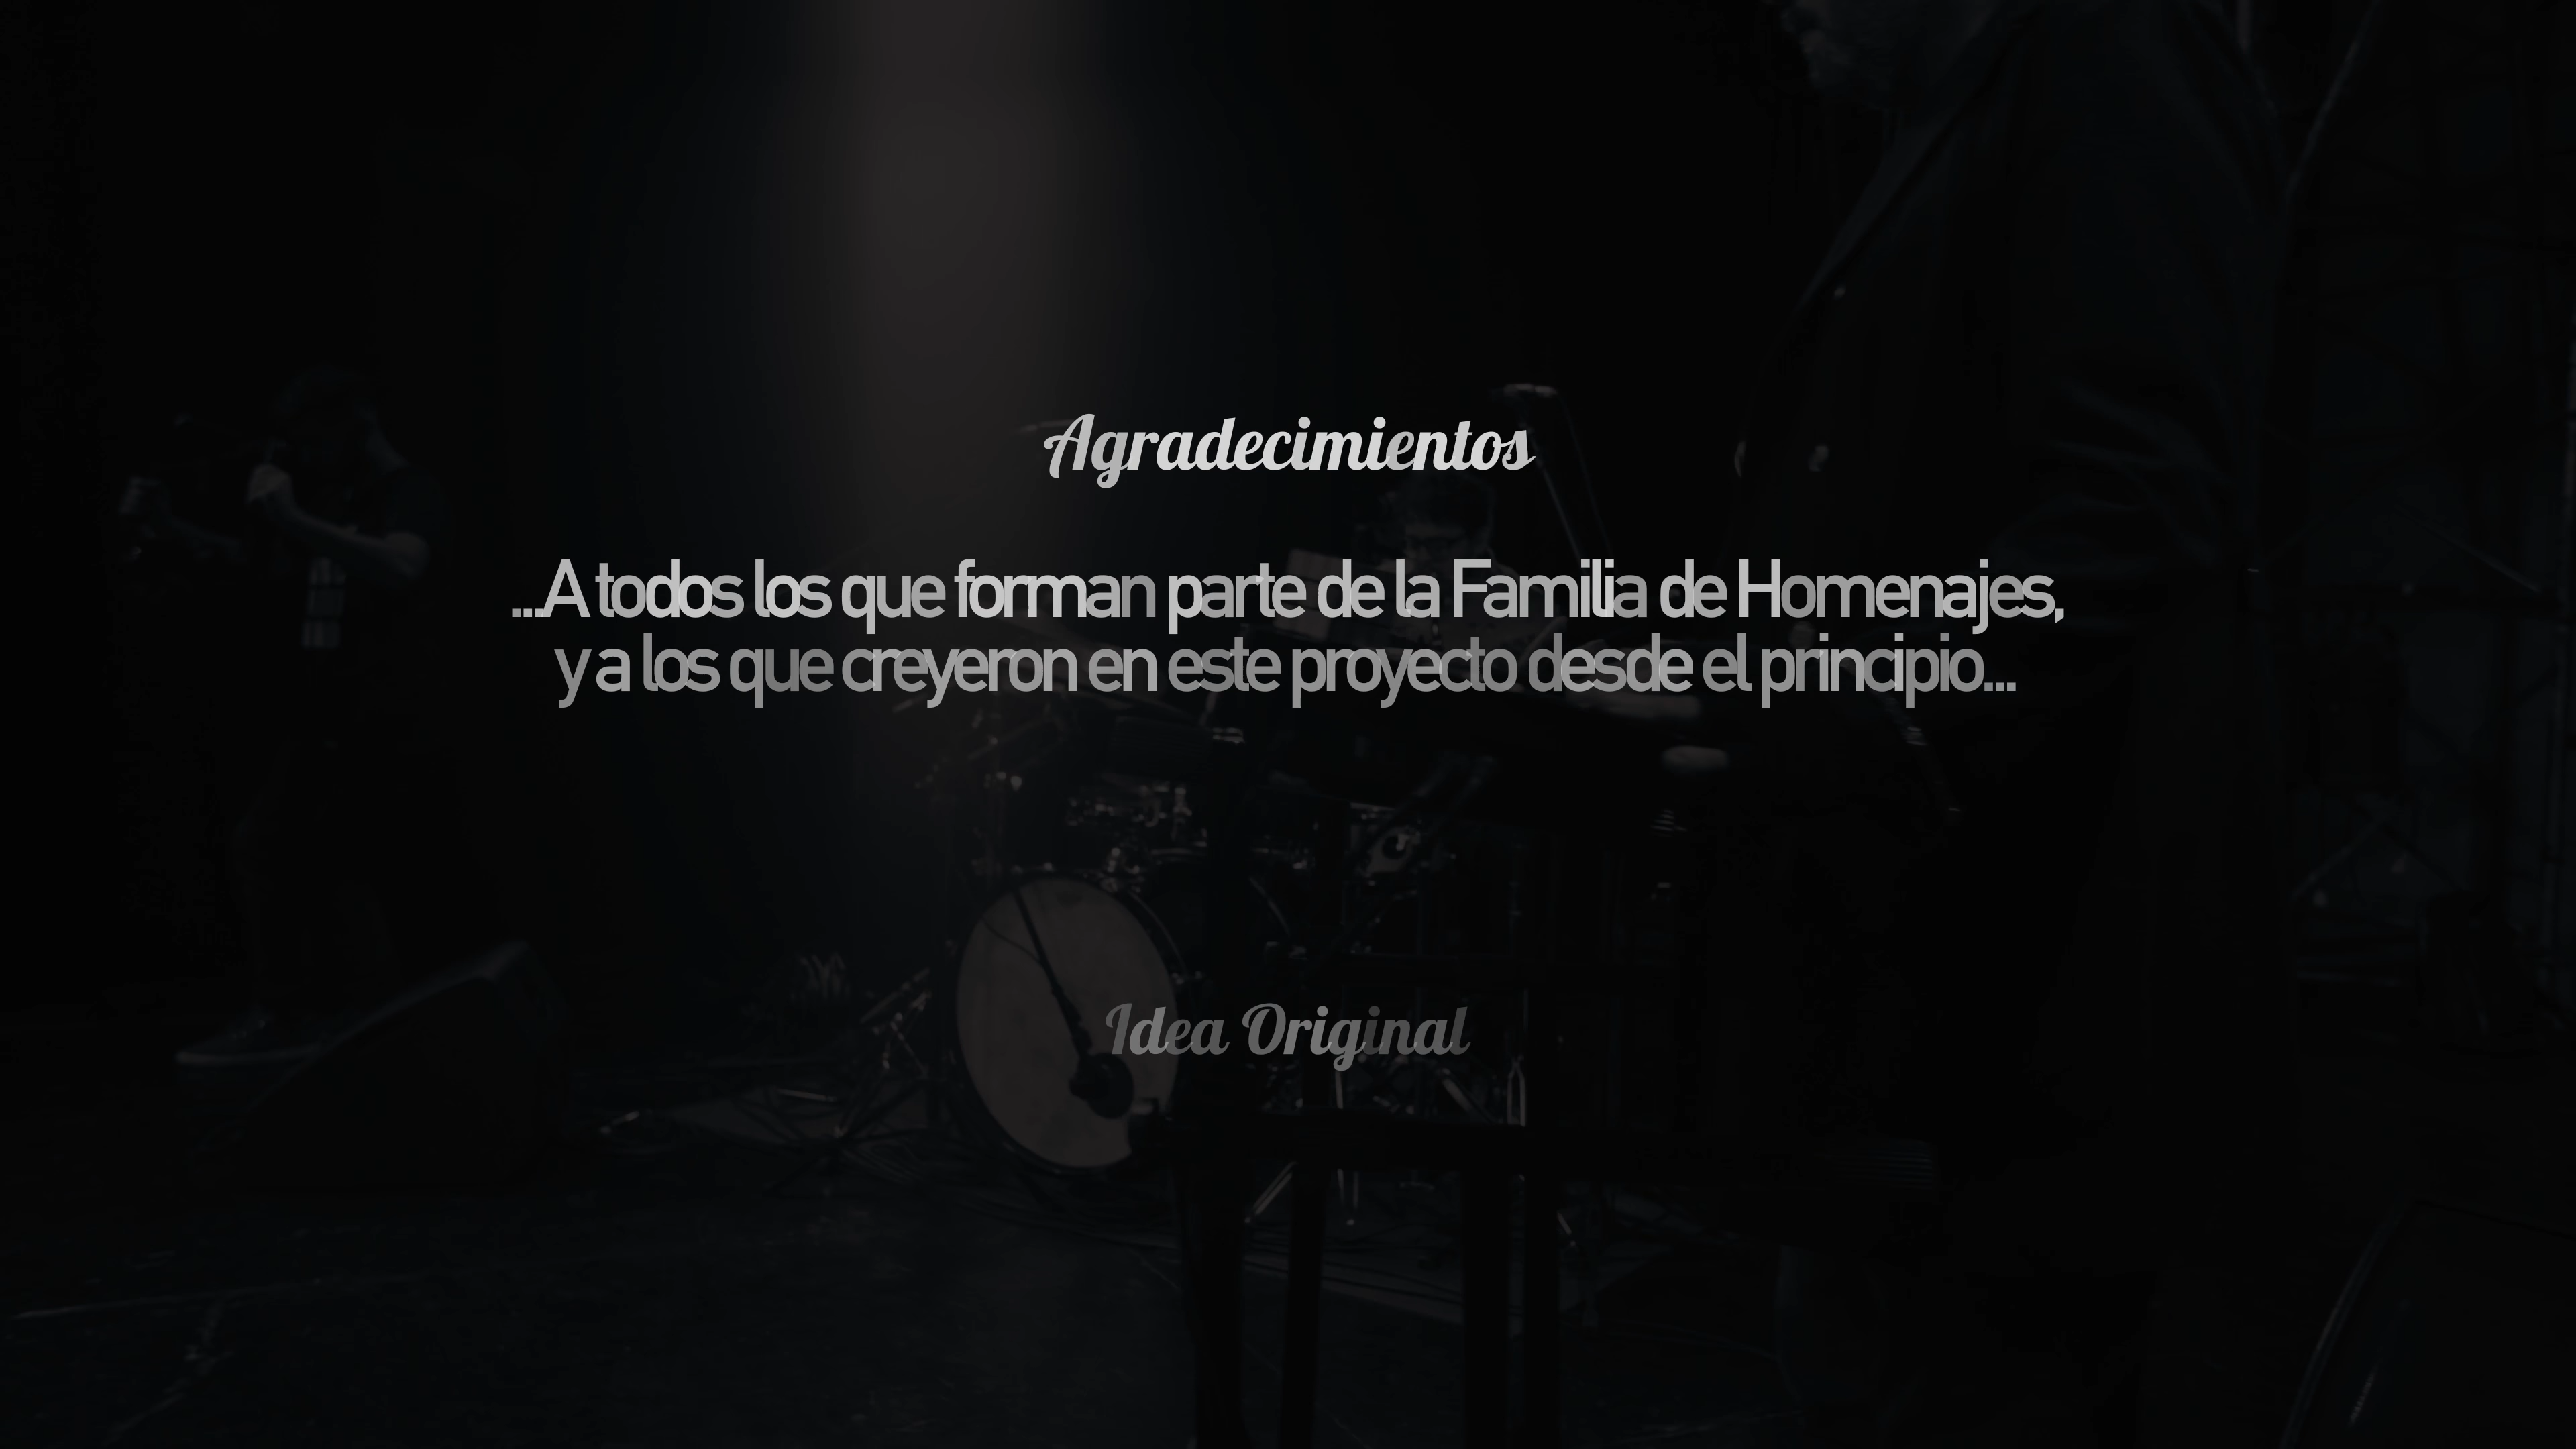 Agradecimientos
...A todos los que forman parte de la Familia de Homenajes,
y a los que creyeron en este proyecto desde el principio...
Idea Original